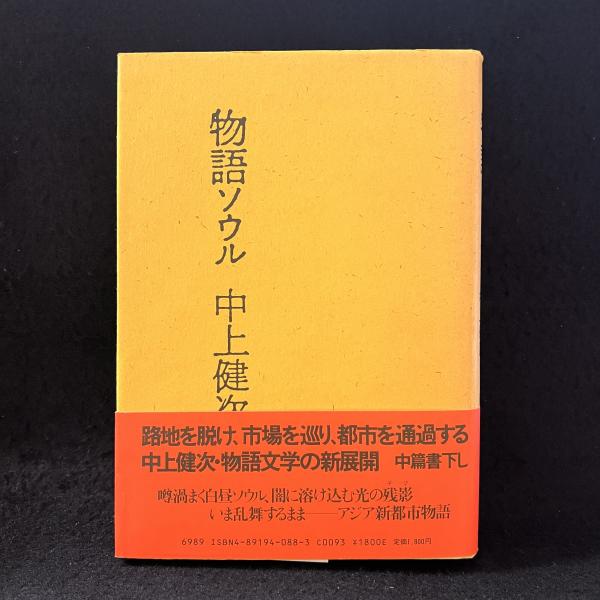 物語ソウル 中上健次
路地を脱け、市場を巡り、都市を通過する
中上健次・物語文学の新展開 中篇書下し
噂渦まく白昼ソウル、闇に溶け込む光の残影
いま乱舞するまま――アジア新都市物語
6989 ISBN4-89194-088-3 C0093 ¥1800E 定価1,800円